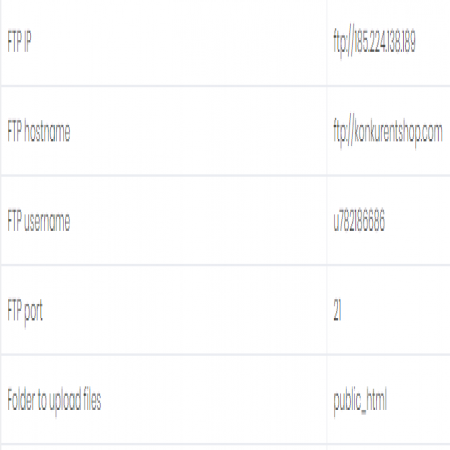 FTP IP ftp://185.224.138.189
FTP hostname ftp://konkurentshop.com
FTP username u782186686
FTP port 21
Folder to upload files public_html